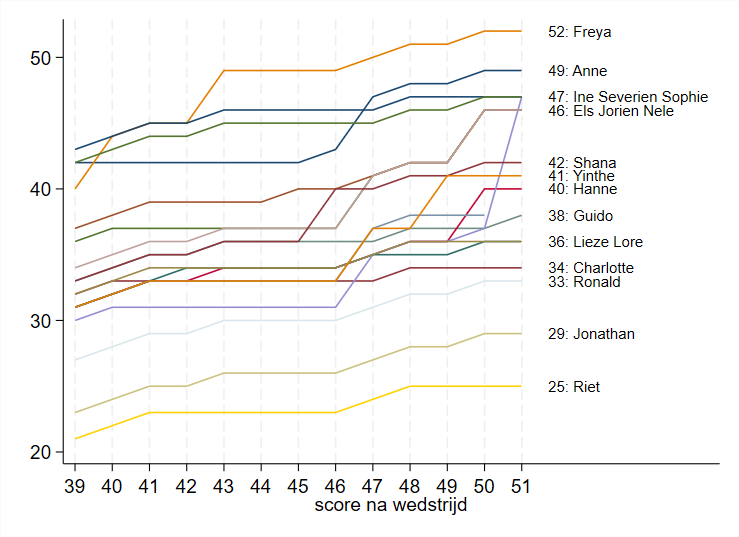 52: Freya
50
49: Anne
47: Ine Severien Sophie
46: Els Jorien Nele
40
42: Shana
41: Yinthe
40: Hanne
38: Guido
36: Lieze Lore
34: Charlotte
33: Ronald
30
29: Jonathan
25: Riet
20
39 40 41 42 43 44 45 46 47 48 49 50 51
score na wedstrijd